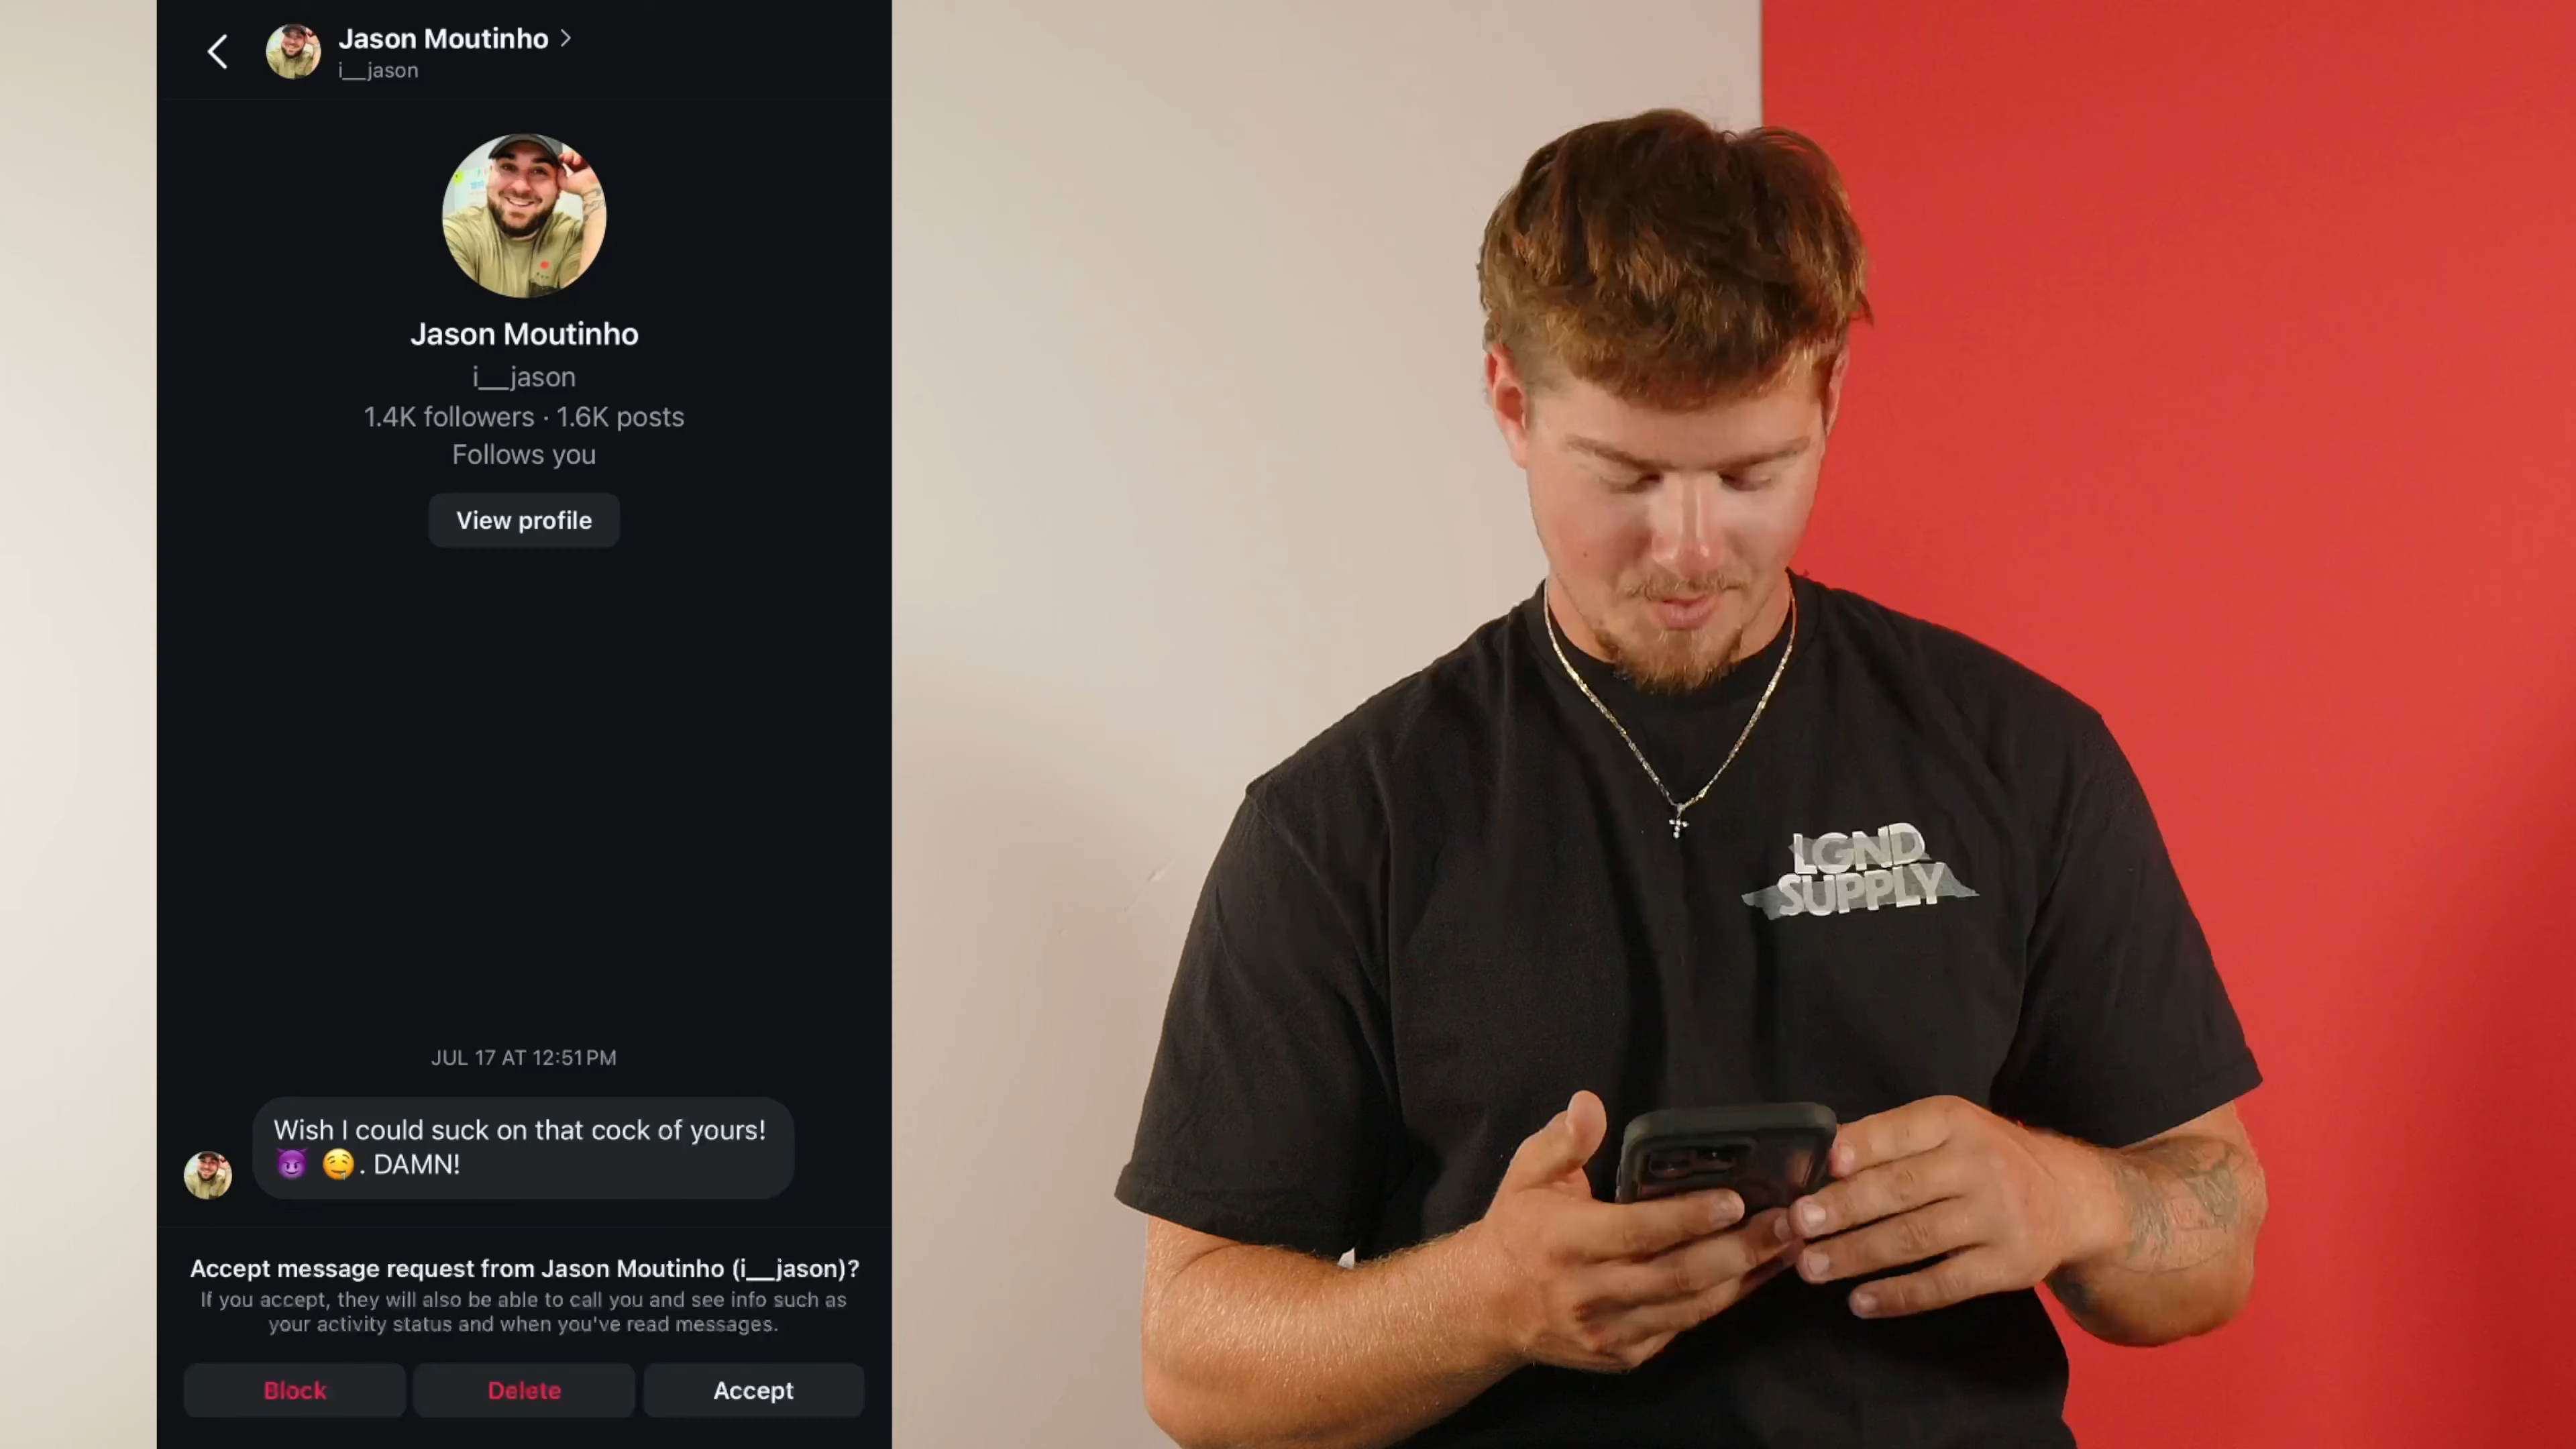 Jason Moutinho
i__jason
Jason Moutinho
i__jason
1.4K followers · 1.6K posts
Follows you
View profile
JUL 17 AT 12:51 PM
Wish I could suck on that cock of yours!
😈 🤤. DAMN!
Accept message request from Jason Moutinho (i__jason)?
If you accept, they will also be able to call you and see info such as
your activity status and when you've read messages.
Block
Delete
Accept
LGND
SUPPLY